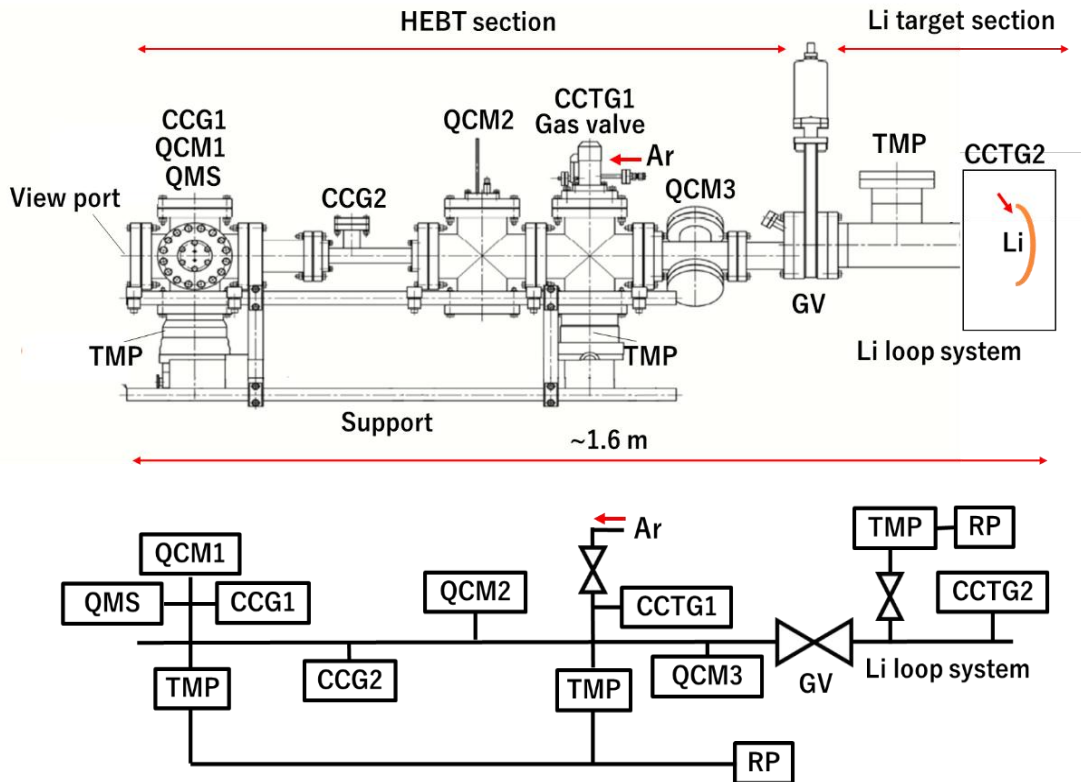 HEBT section
Li target section
CCG1
QCM1
QMS
QCM2
CCTG1
Gas valve
Ar
TMP
CCTG2
View port
CCG2
QCM3
Li
GV
TMP
TMP
Li loop system
Support
~1.6 m
Ar
TMP
RP
QCM1
QMS
CCG1
QCM2
CCTG1
CCTG2
TMP
CCG2
TMP
QCM3
GV
Li loop system
RP